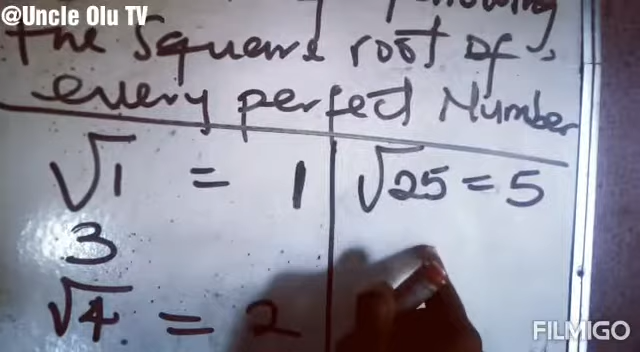 @Uncle Olu TV
the Square root of
every perfect Number
√1 = 1
3
√4 = 2
√25 = 5
FILMIGO